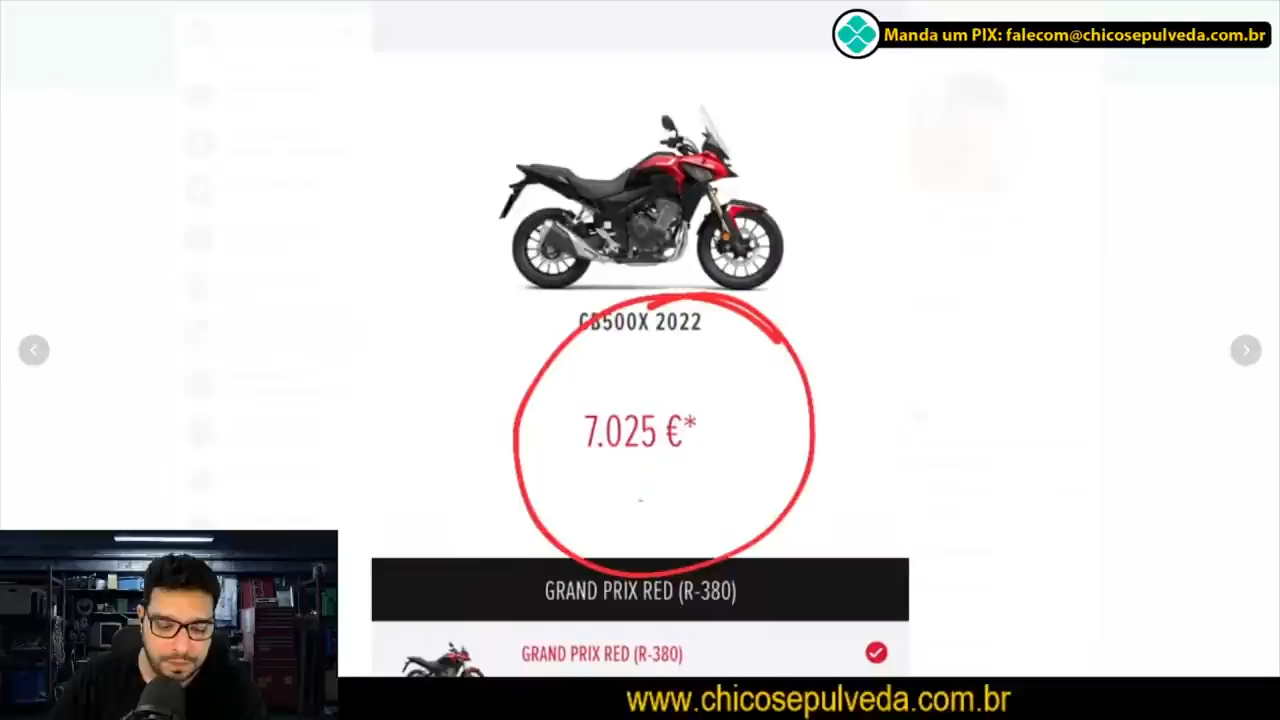 Manda um PIX: falecom@chicosepulveda.com.br
CB500X 2022
7.025 €*
-
GRAND PRIX RED (R-380)
GRAND PRIX RED (R-380)
www.chicosepulveda.com.br